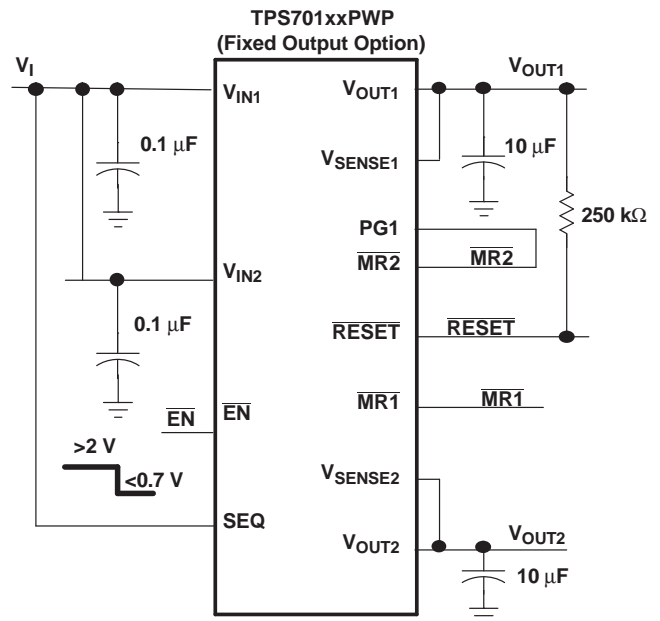 TPS701xxPWP
(Fixed Output Option)
VI
VIN1
0.1 μF
VIN2
0.1 μF
EN
EN
>2 V
<0.7 V
SEQ
VOUT1
VOUT1
VSENSE1
10 μF
250 kΩ
PG1
MR2
MR2
RESET
RESET
MR1
MR1
VSENSE2
VOUT2
VOUT2
10 μF